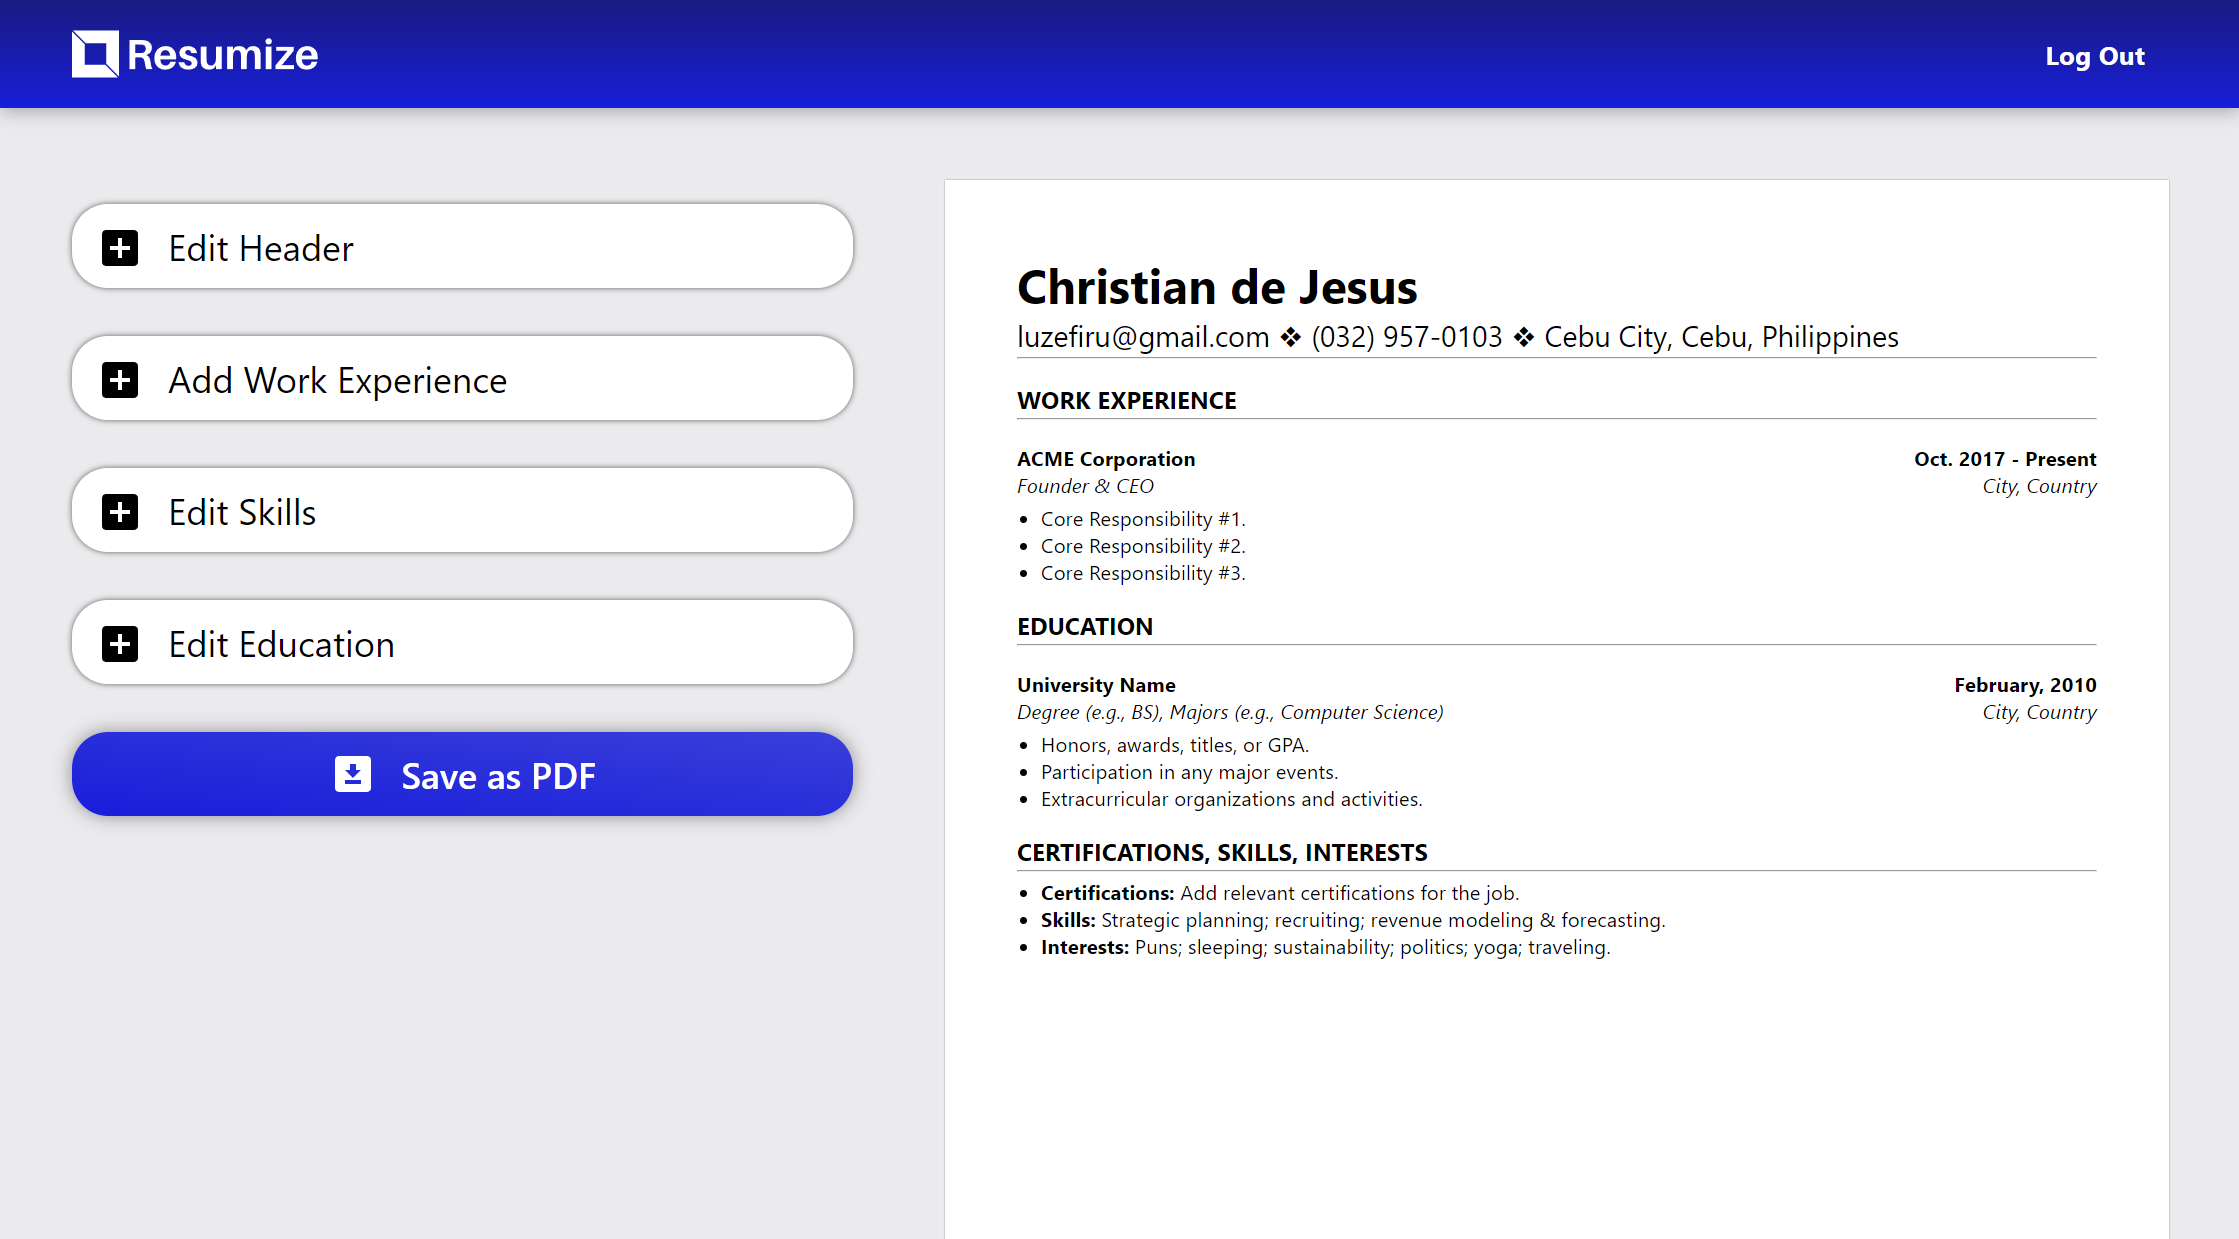 Resumize
Log Out
Edit Header
Add Work Experience
Edit Skills
Edit Education
Save as PDF
Christian de Jesus
luzefiru@gmail.com ❖ (032) 957-0103 ❖ Cebu City, Cebu, Philippines
WORK EXPERIENCE
ACME Corporation Oct. 2017 - Present
Founder & CEO City, Country
• Core Responsibility #1.
• Core Responsibility #2.
• Core Responsibility #3.
EDUCATION
University Name February, 2010
Degree (e.g., BS), Majors (e.g., Computer Science) City, Country
• Honors, awards, titles, or GPA.
• Participation in any major events.
• Extracurricular organizations and activities.
CERTIFICATIONS, SKILLS, INTERESTS
• Certifications: Add relevant certifications for the job.
• Skills: Strategic planning; recruiting; revenue modeling & forecasting.
• Interests: Puns; sleeping; sustainability; politics; yoga; traveling.